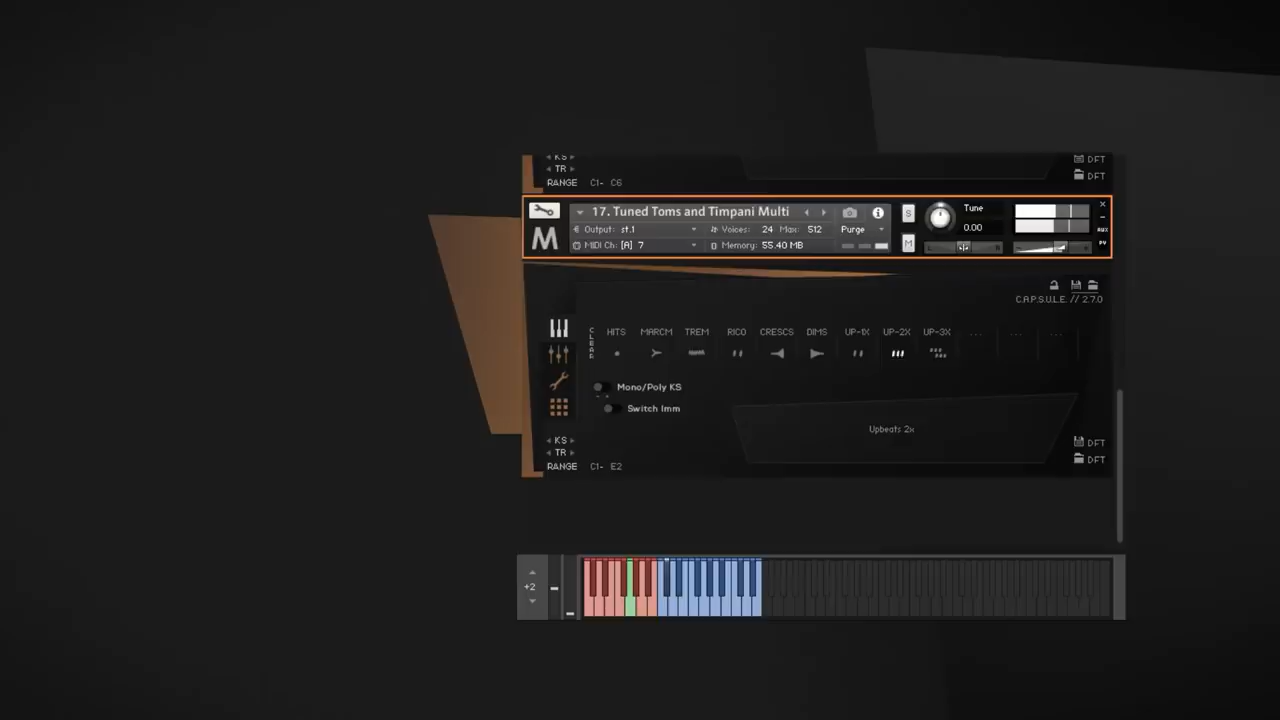 KS
TR
RANGE C1- C6
DFT
DFT
17. Tuned Toms and Timpani Multi
Output: st.1
Voices: 24 Max: 512
Purge
MIDI Ch: [A] 7
Memory: 55.40 MB
S
M
Tune
0.00
L R
AUX
PV
C.A.P.S.U.L.E. // 2.7.0
CLEAR
HITS MARCM TREM RICO CRESCS DIMS UP-1X UP-2X UP-3X ... ... ...
Mono/Poly KS
Switch Imm
Upbeats 2x
KS
TR
RANGE C1- E2
DFT
DFT
+2